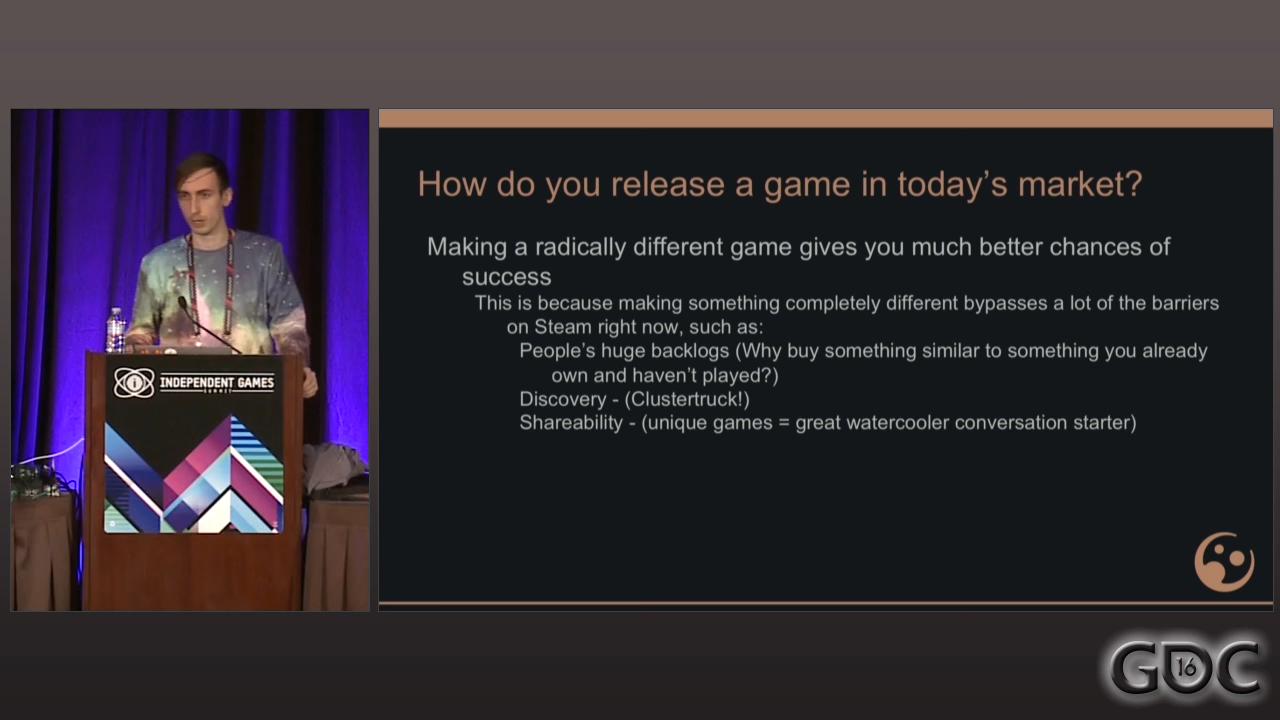 How do you release a game in today's market?
Making a radically different game gives you much better chances of
success
This is because making something completely different bypasses a lot of the barriers
on Steam right now, such as:
People's huge backlogs (Why buy something similar to something you already
own and haven't played?)
Discovery - (Clustertruck!)
Shareability - (unique games = great watercooler conversation starter)
i
INDEPENDENT GAMES
SUMMIT
GDC
16